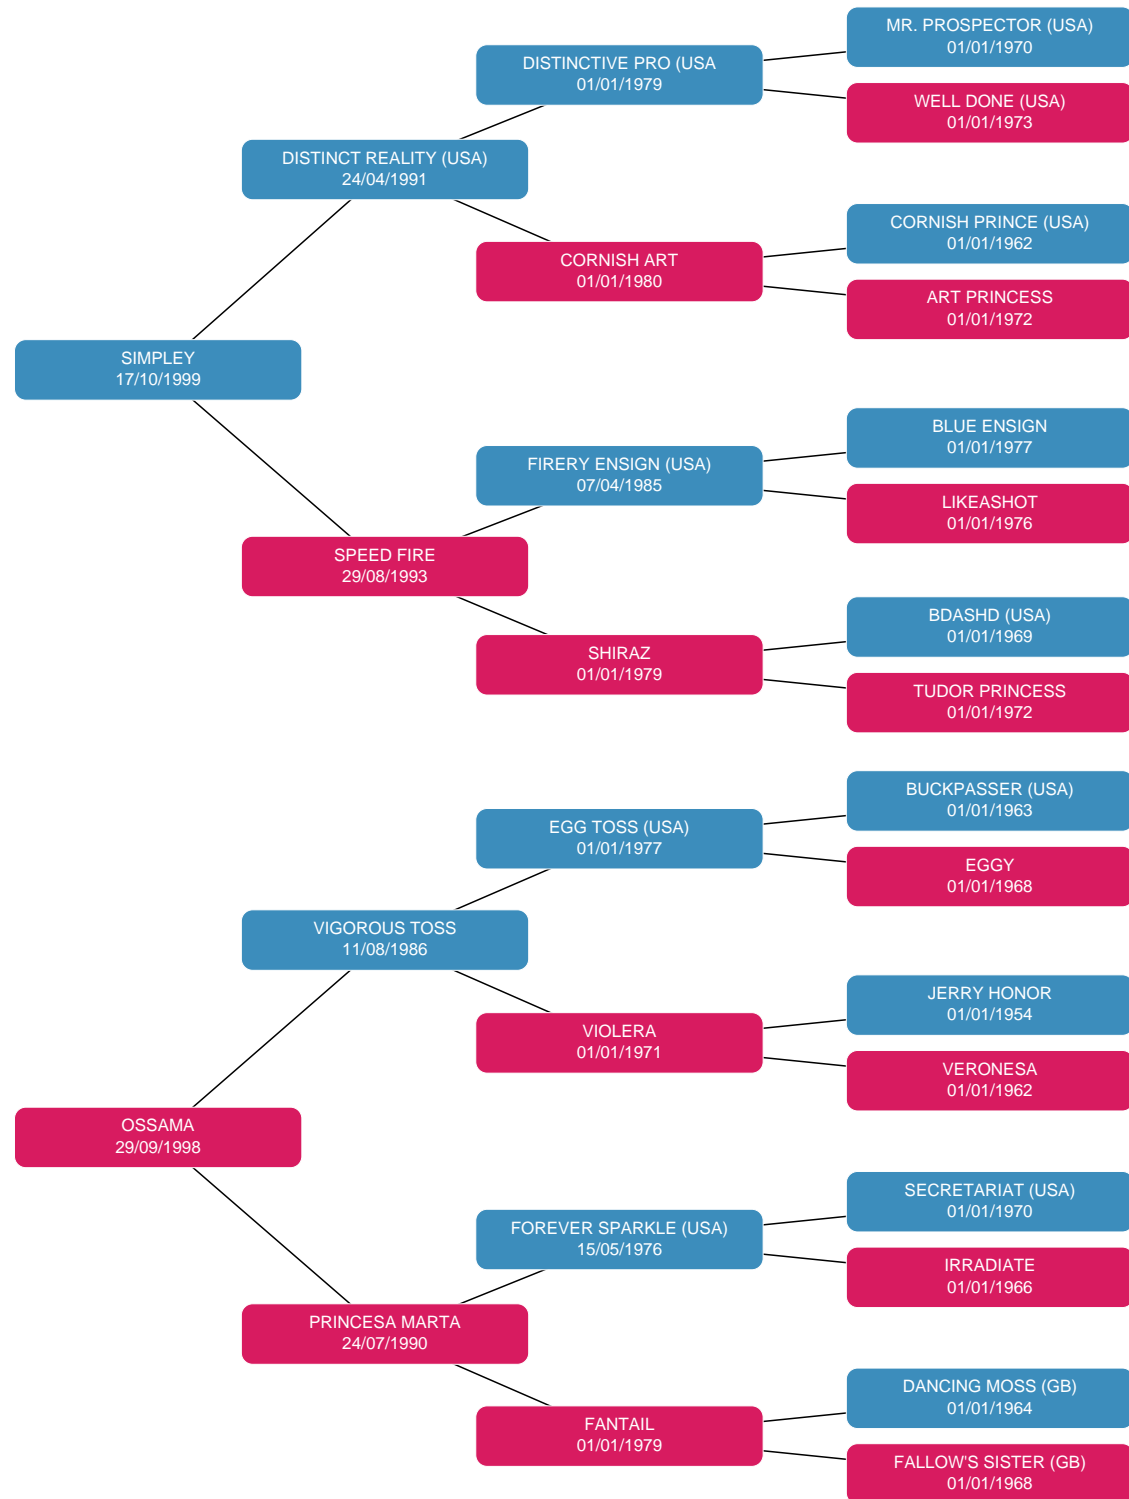 MR. PROSPECTOR (USA)
01/01/1970
DISTINCTIVE PRO (USA
01/01/1979
WELL DONE (USA)
01/01/1973
DISTINCT REALITY (USA)
24/04/1991
CORNISH PRINCE (USA)
01/01/1962
CORNISH ART
01/01/1980
ART PRINCESS
01/01/1972
SIMPLEY
17/10/1999
BLUE ENSIGN
01/01/1977
FIRERY ENSIGN (USA)
07/04/1985
LIKEASHOT
01/01/1976
SPEED FIRE
29/08/1993
BDASHD (USA)
01/01/1969
SHIRAZ
01/01/1979
TUDOR PRINCESS
01/01/1972
BUCKPASSER (USA)
01/01/1963
EGG TOSS (USA)
01/01/1977
EGGY
01/01/1968
VIGOROUS TOSS
11/08/1986
JERRY HONOR
01/01/1954
VIOLERA
01/01/1971
VERONESA
01/01/1962
OSSAMA
29/09/1998
SECRETARIAT (USA)
01/01/1970
FOREVER SPARKLE (USA)
15/05/1976
IRRADIATE
01/01/1966
PRINCESA MARTA
24/07/1990
DANCING MOSS (GB)
01/01/1964
FANTAIL
01/01/1979
FALLOW'S SISTER (GB)
01/01/1968